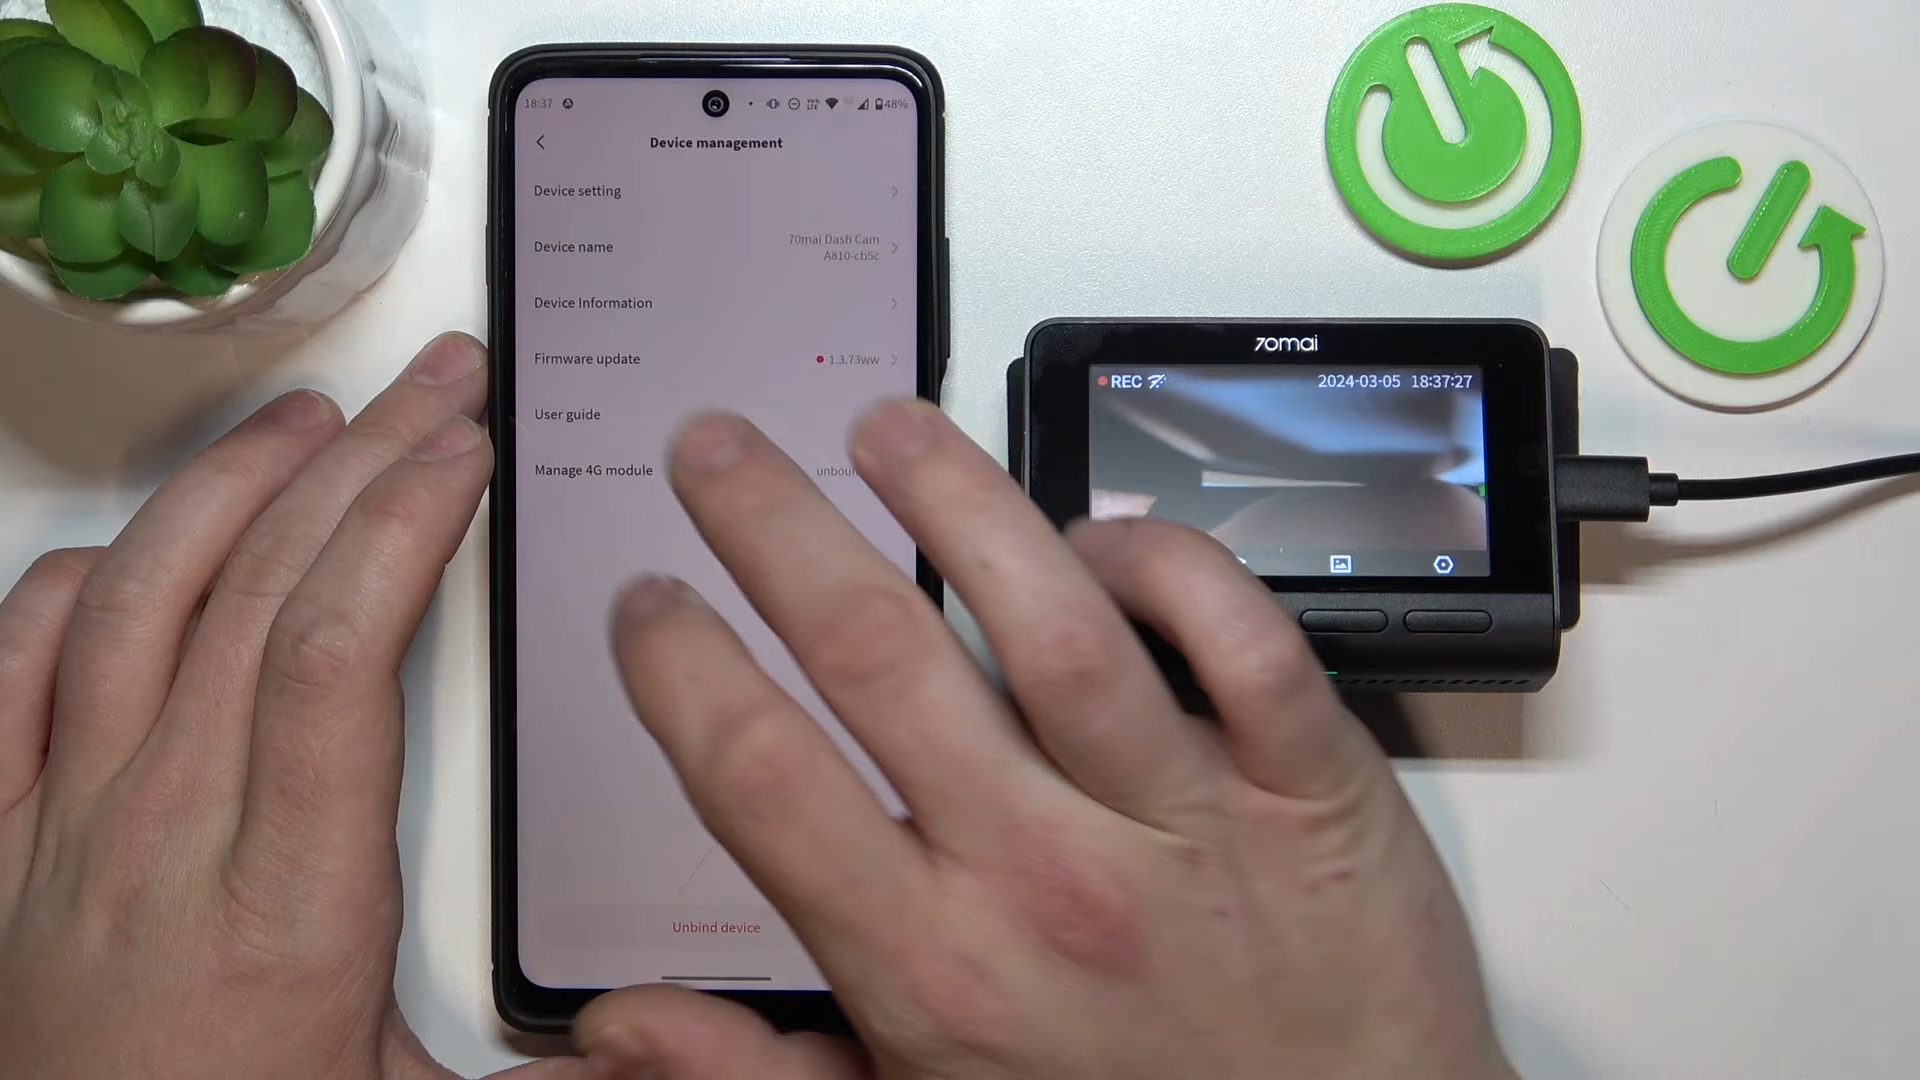 18:37
48%
Device management
Device setting
Device name
70mai Dash Cam
A810-cb5c
Device Information
Firmware update
1.3.73ww
User guide
Manage 4G module
Unbind device
70mai
REC
2024-03-05 18:37:27